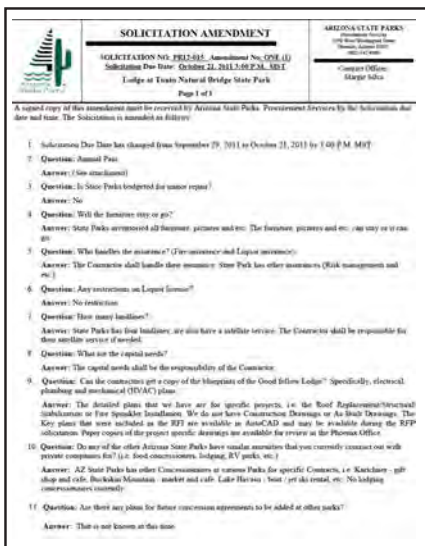 SOLICITATION AMENDMENT
SOLICITATION NO: PR12-015 Amendment No: ONE (1)
Solicitation Due Date: October 21, 2011 3:00 P.M. MST
Lodge at Tonto Natural Bridge State Park
Page 1 of 1
ARIZONA STATE PARKS
Contact Officer:
Margie Silva
A signed copy of this amendment must be received by Arizona State Parks, Procurement Services by the Solicitation due
date and time. The Solicitation is amended as follows:
1. Solicitation Due Date has changed from September 29, 2011 to October 21, 2011 by 3:00 P.M. MST
2. Question: Annual Pass
Answer: (See attachment)
3. Question: Is State Parks budgeted for minor repair?
Answer: No
4. Question: Will the furniture stay or go?
Answer: State Parks inventoried all furniture, pictures and etc. The furniture, pictures and etc. can stay or it can
go.
5. Question: Who handles the insurance? (Fire insurance and Liquor insurance).
Answer: The Contractor shall handle these insurance. State Park has other insurances (Risk management and
etc.)
6. Question: Any restrictions on Liquor license?
Answer: No restriction
7. Question: How many landlines?
Answer: State Parks has four landlines, we also have a satellite service. The Contractor shall be responsible for
their satellite service if needed.
8. Question: What are the capital needs?
Answer: The capital needs shall be the responsibility of the Contractor.
9. Question: Can the contractors get a copy of the blueprints of the Good fellow Lodge? Specifically, electrical,
plumbing and mechanical (HVAC) plans.
Answer: The detailed plans that we have are for specific projects, i.e. the Roof Replacement/Structural
Stabilization or Fire Sprinkler Installation. We do not have Construction Drawings or As Built Drawings. The
Key plans that were included in the RFI are available in AutoCAD and may be available during the RFP
submission. Paper copies of the project specific drawings are available for review at the Phoenix Office.
10. Question: Do any of the other Arizona State Parks have similar amenities that you currently contract out with
private companies for? (i.e. food concessioners, lodging, RV parks, etc.)
Answer: AZ State Parks has other Concessionaires at various Parks for specific Contracts, i.e. Kartchner - gift
shop and cafe, Buckskin Mountain - market and cafe, Lake Havasu - boat / jet ski rental, etc. No lodging
concessionaires currently.
11. Question: Are there any plans for future concession agreements to be added at other parks?
Answer: That is not known at this time.